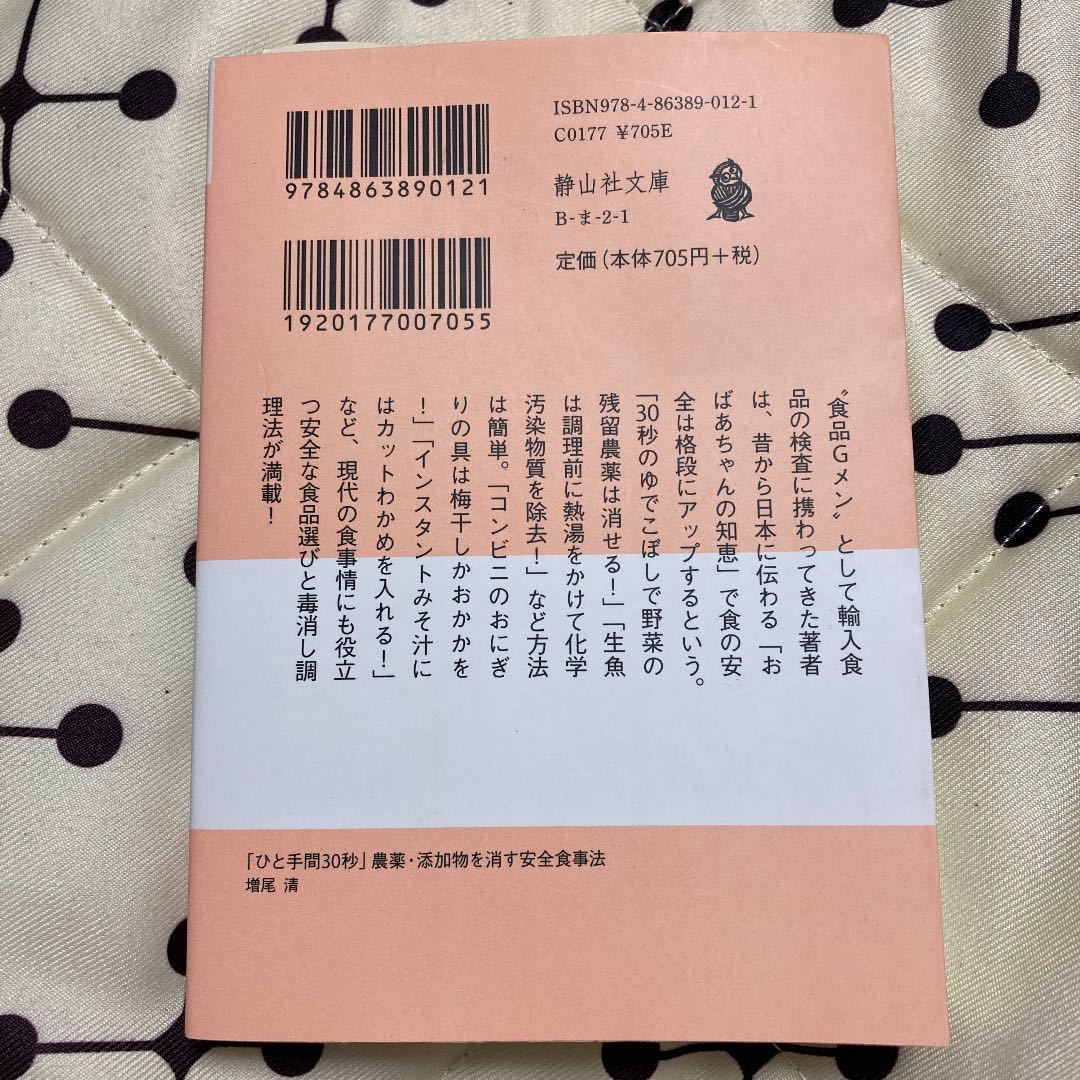 ISBN978-4-86389-012-1
C0177 ¥705E
9784863890121
静山社文庫
B-ま-2-1
定価(本体705円+税)
1920177007055
〝食品Gメン〟として輸入食
品の検査に携わってきた著者
は、昔から日本に伝わる「お
ばあちゃんの知恵」で食の安
全は格段にアップするという。
「30秒のゆでこぼしで野菜の
残留農薬は消せる!」「生魚
は調理前に熱湯をかけて化学
汚染物質を除去!」など方法
は簡単。「コンビニのおにぎ
りの具は梅干しかおかかを
!」「インスタントみそ汁に
はカットわかめを入れる!」
など、現代の食事情にも役立
つ安全な食品選びと毒消し調
理法が満載!
「ひと手間30秒」農薬・添加物を消す安全食事法
増尾 清